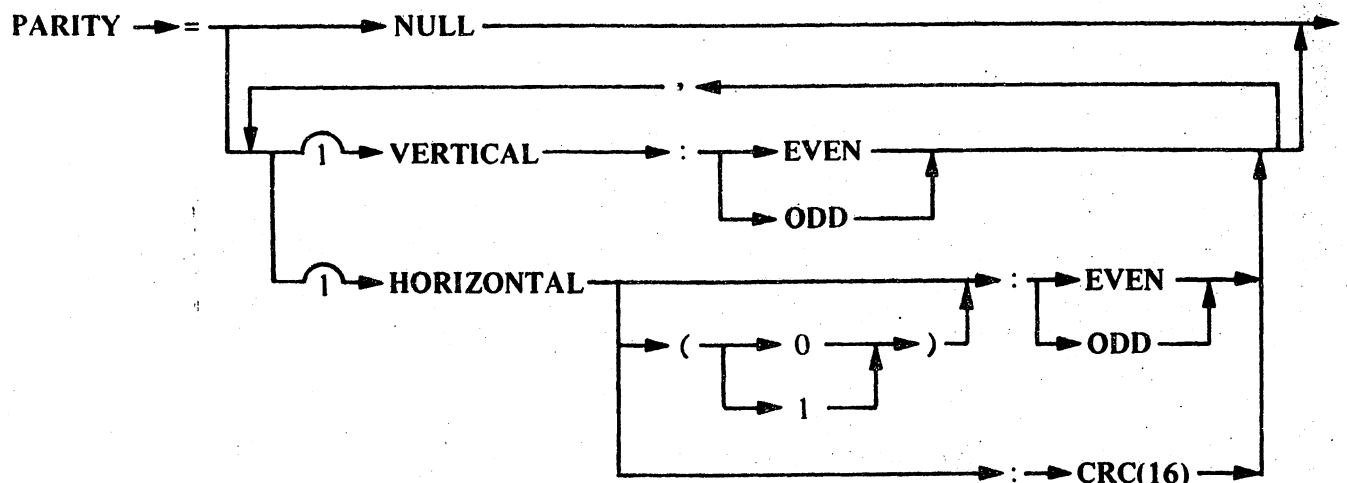 PARITY = NULL
,
1 VERTICAL : EVEN
ODD
1 HORIZONTAL : EVEN
( 0 ) ODD
1
: CRC(16)